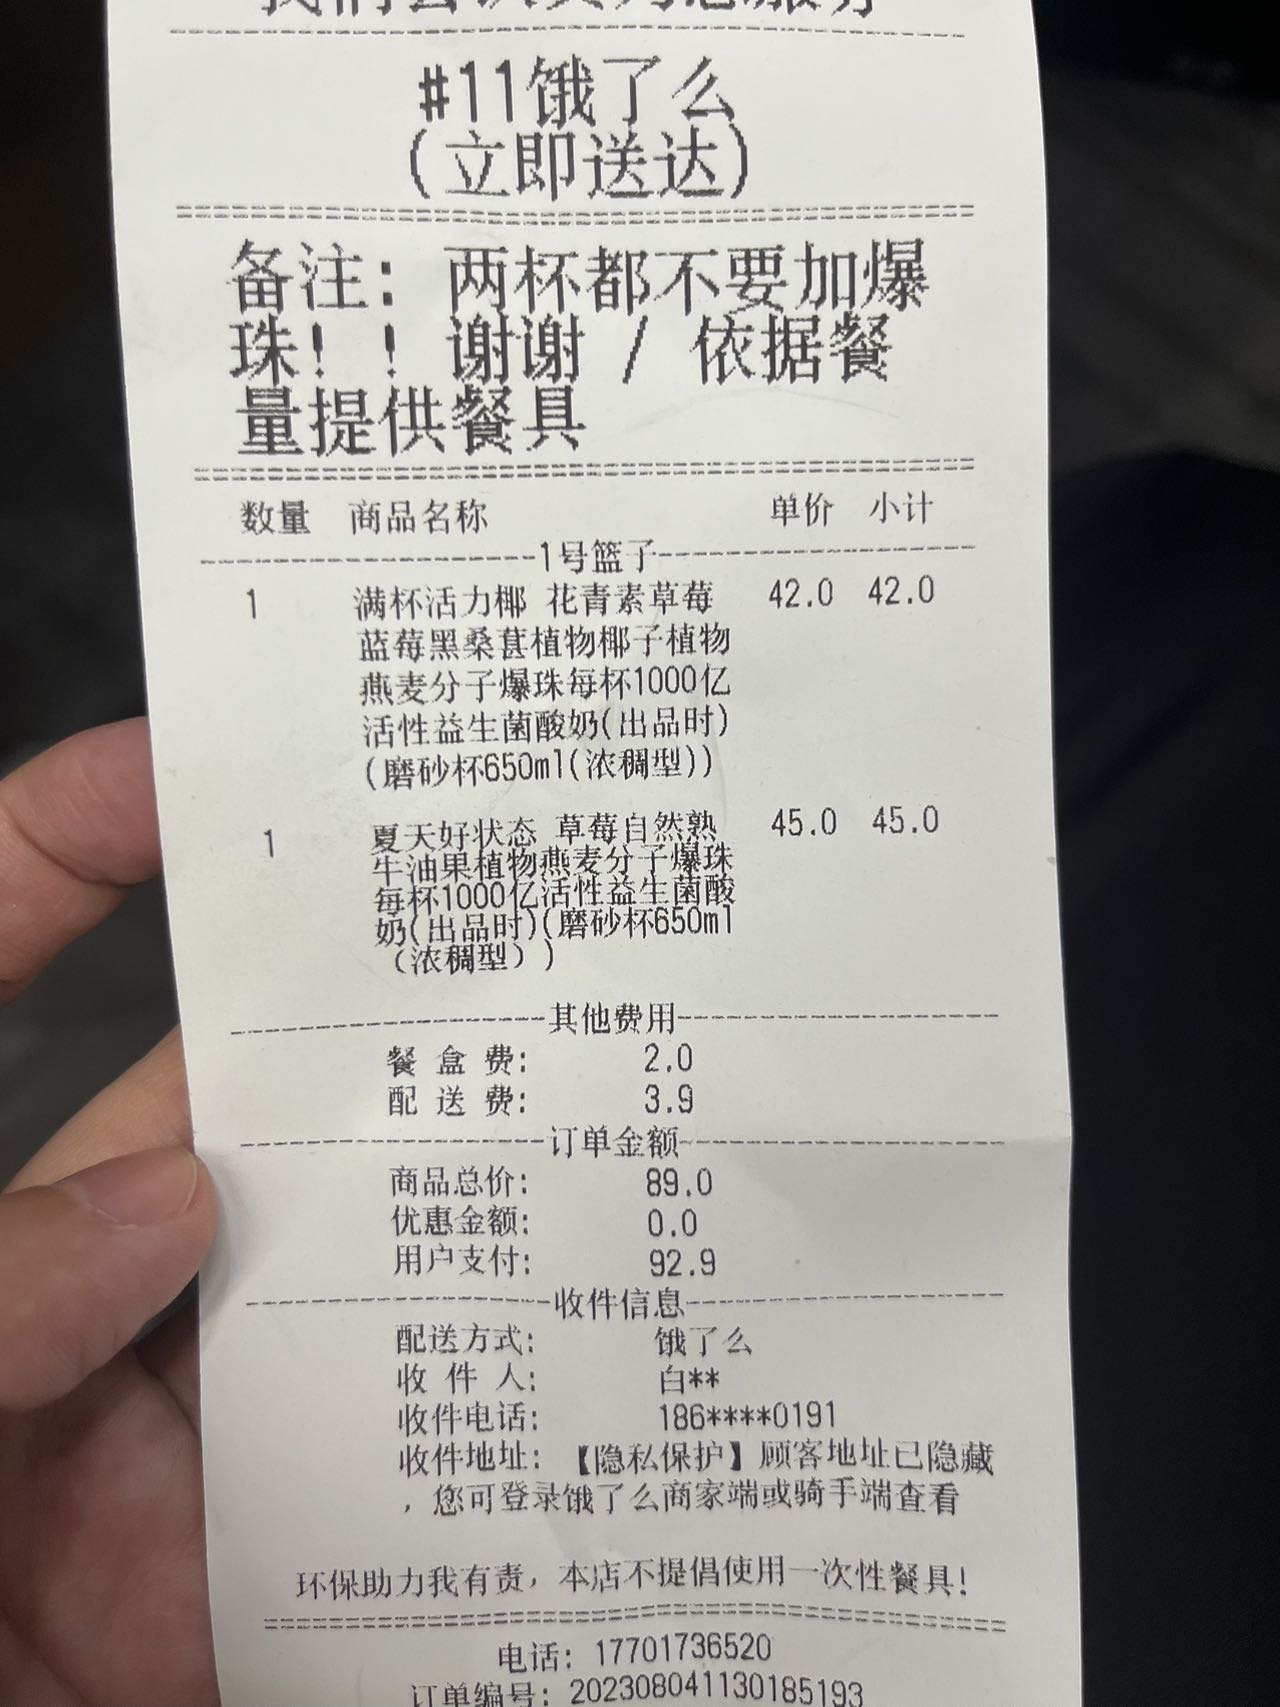 我们会认真为您服务
#11饿了么
(立即送达)
备注: 两杯都不要加爆
珠!! 谢谢 / 依据餐
量提供餐具
数量 商品名称 单价 小计
1号篮子
1 满杯活力椰 花青素草莓 42.0 42.0
蓝莓黑桑葚植物椰子植物
燕麦分子爆珠每杯1000亿
活性益生菌酸奶(出品时)
(磨砂杯650ml(浓稠型))
1 夏天好状态 草莓自然熟 45.0 45.0
牛油果植物燕麦分子爆珠
每杯1000亿活性益生菌酸
奶(出品时)(磨砂杯650ml
(浓稠型))
其他费用
餐盒费: 2.0
配送费: 3.9
订单金额
商品总价: 89.0
优惠金额: 0.0
用户支付: 92.9
收件信息
配送方式: 饿了么
收件人: 白**
收件电话: 186****0191
收件地址: 【隐私保护】顾客地址已隐藏
,您可登录饿了么商家端或骑手端查看
环保助力我有责,本店不提倡使用一次性餐具!
电话: 17701736520
订单编号: 202308041130185193